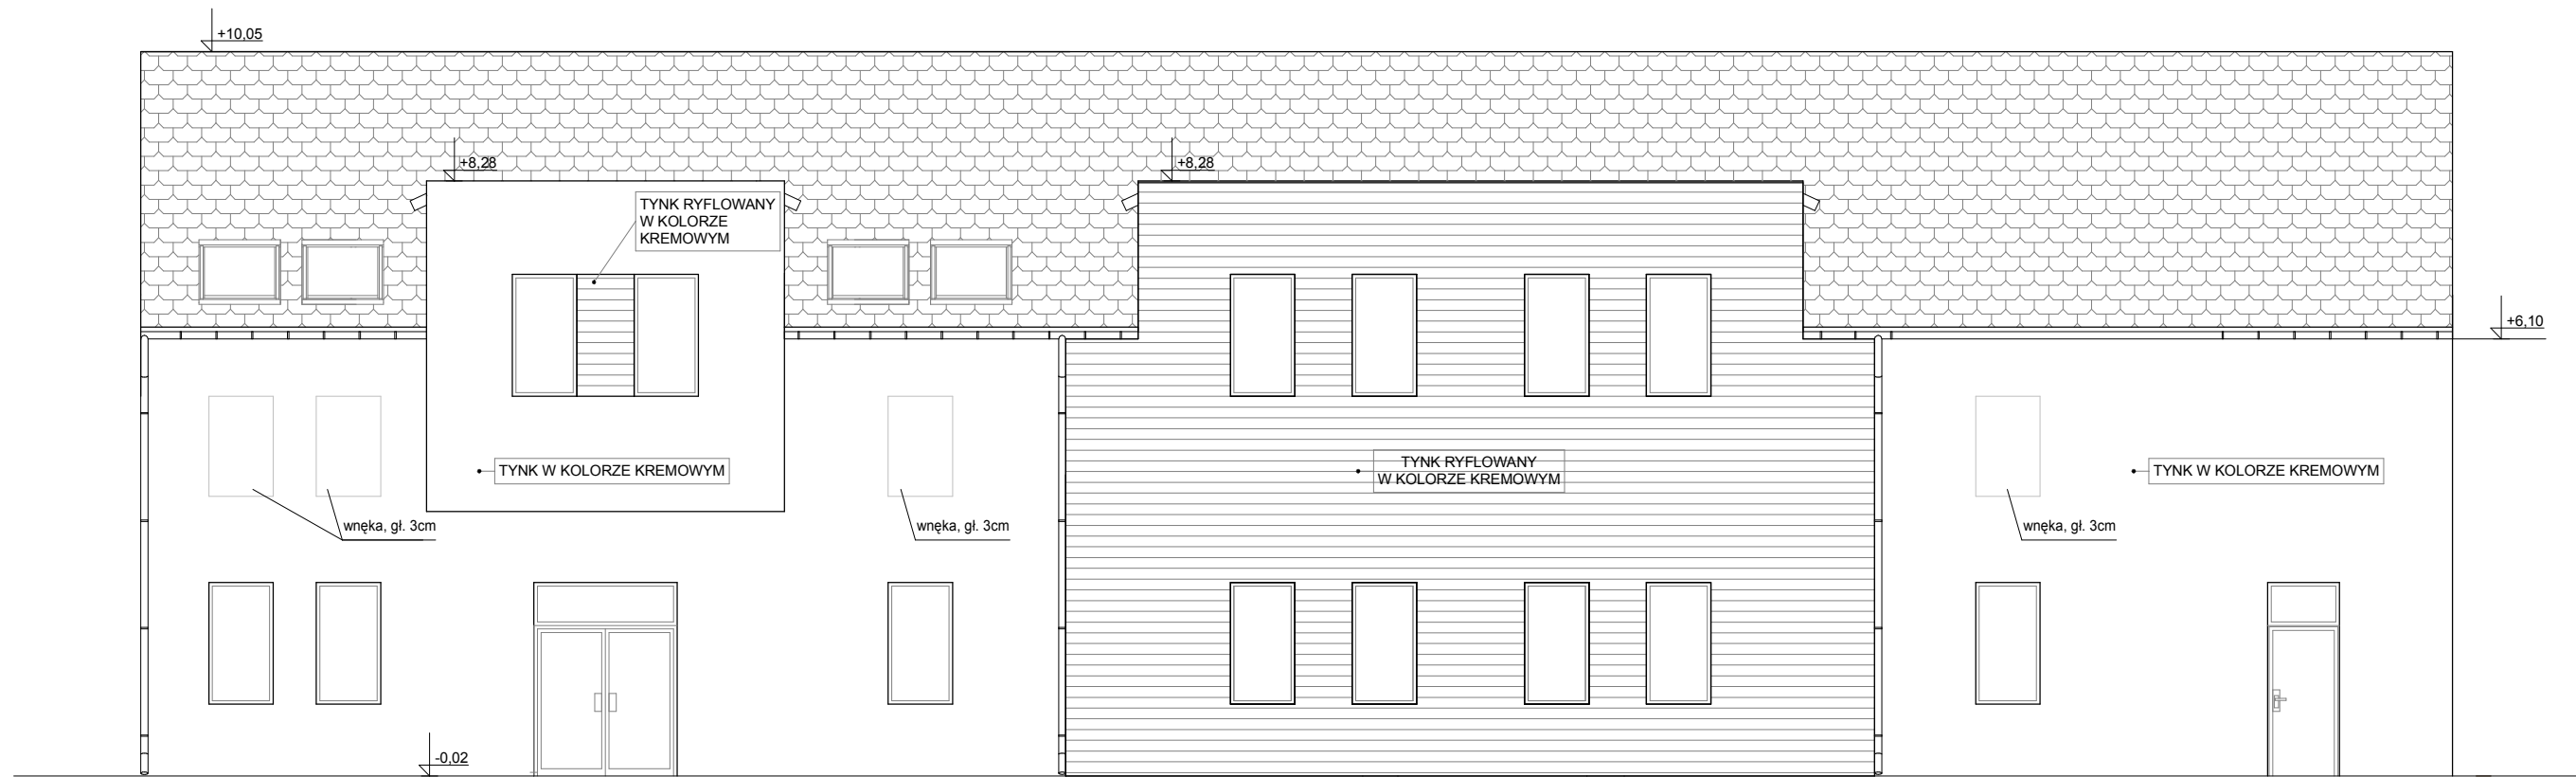 +10,05
+8,28
+8,28
TYNK RYFLOWANY
W KOLORZE
KREMOWYM
+6,10
TYNK W KOLORZE KREMOWYM
TYNK RYFLOWANY
W KOLORZE KREMOWYM
TYNK W KOLORZE KREMOWYM
wnęka, gł. 3cm
wnęka, gł. 3cm
wnęka, gł. 3cm
-0,02